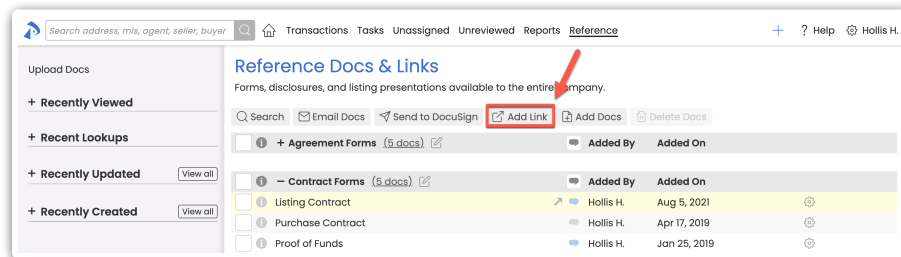 Search address, mls, agent, seller, buyer Transactions Tasks Unassigned Unreviewed Reports Reference + ? Help Hollis H.
Upload Docs
+ Recently Viewed
+ Recent Lookups
+ Recently Updated View all
+ Recently Created View all
Reference Docs & Links
Forms, disclosures, and listing presentations available to the entire company.
Search Email Docs Send to DocuSign Add Link Add Docs Delete Docs
+ Agreement Forms (5 docs) Added By Added On
– Contract Forms (5 docs) Added By Added On
Listing Contract Hollis H. Aug 5, 2021
Purchase Contract Hollis H. Apr 17, 2019
Proof of Funds Hollis H. Jan 25, 2019